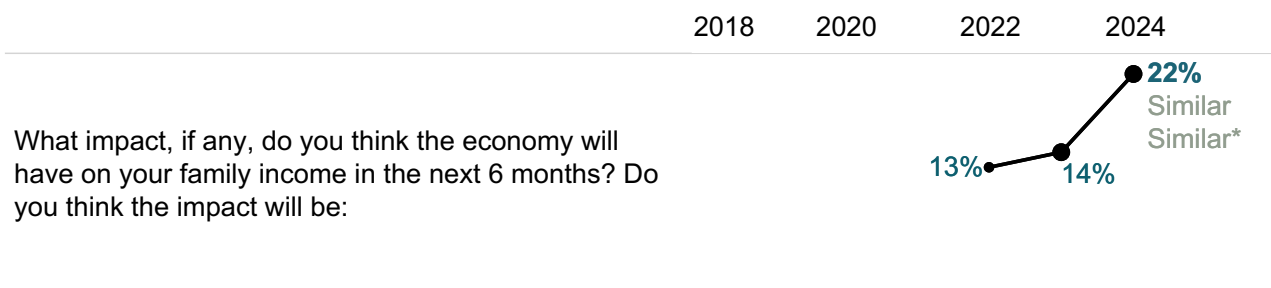 2018 2020 2022 2024
22%
Similar
Similar*
What impact, if any, do you think the economy will
have on your family income in the next 6 months? Do
you think the impact will be:
13%
14%